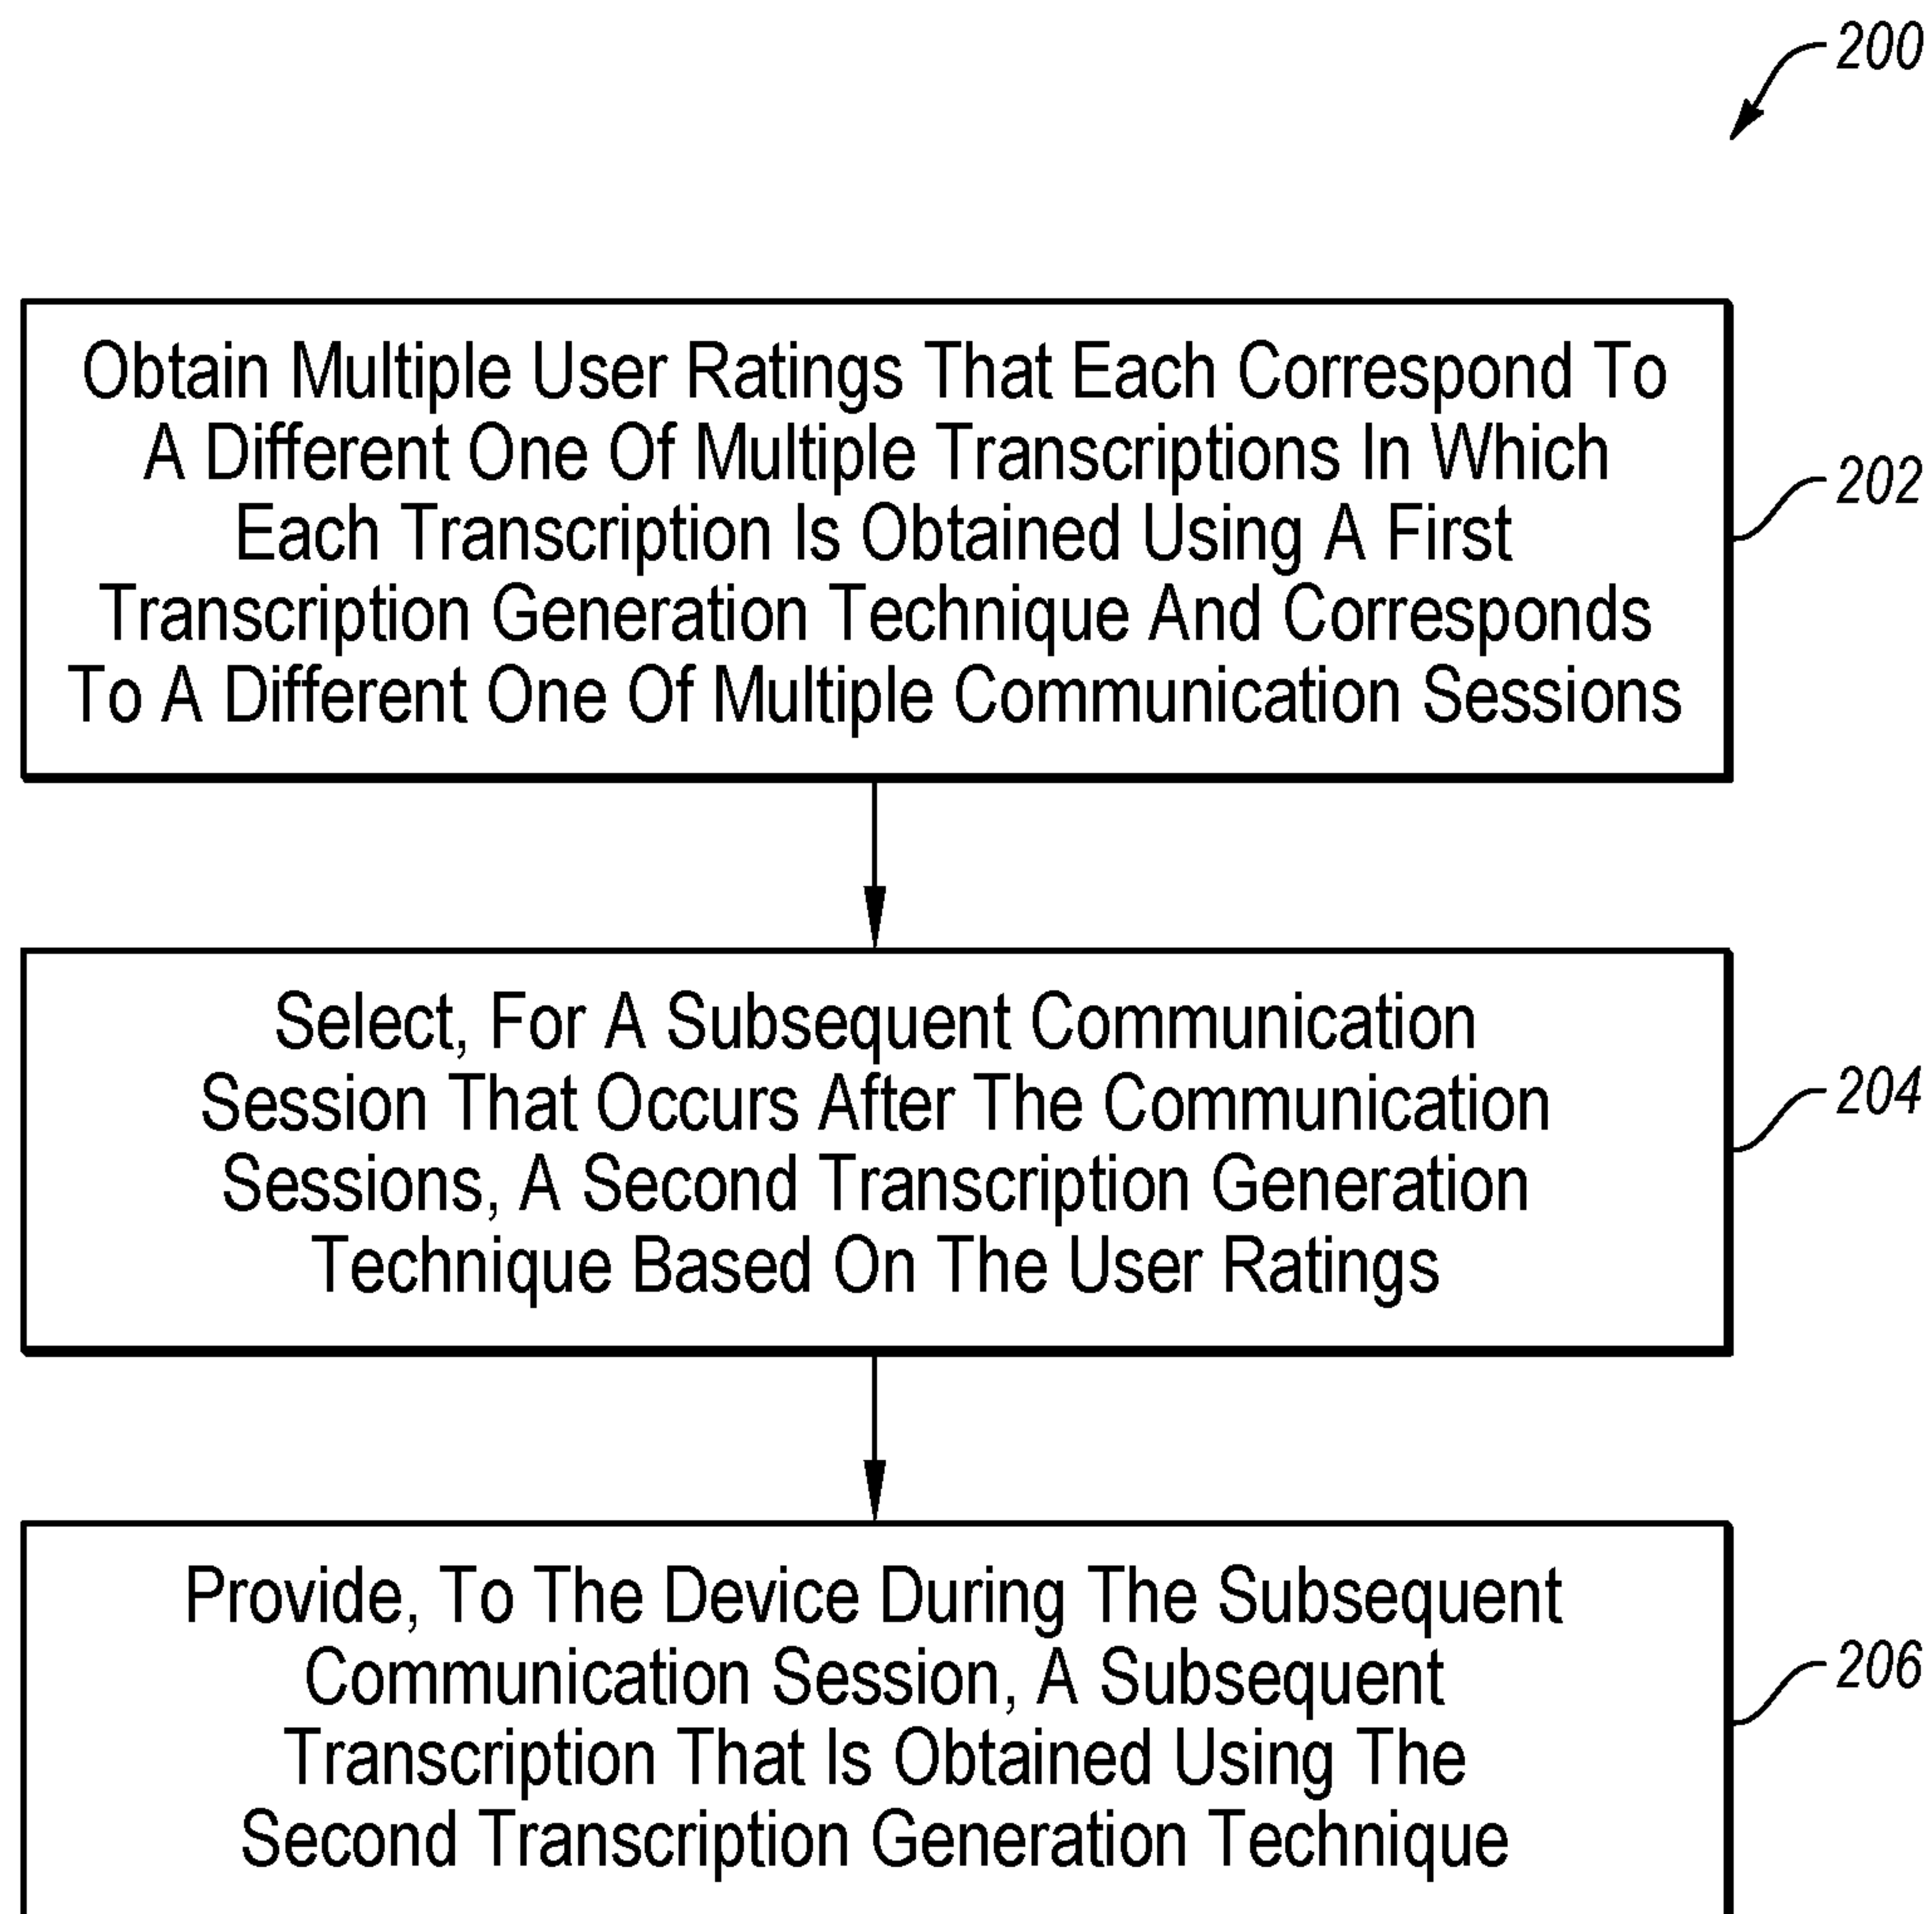 200
Obtain Multiple User Ratings That Each Correspond To
A Different One Of Multiple Transcriptions In Which
Each Transcription Is Obtained Using A First
Transcription Generation Technique And Corresponds
To A Different One Of Multiple Communication Sessions
202
Select, For A Subsequent Communication
Session That Occurs After The Communication
Sessions, A Second Transcription Generation
Technique Based On The User Ratings
204
Provide, To The Device During The Subsequent
Communication Session, A Subsequent
Transcription That Is Obtained Using The
Second Transcription Generation Technique
206